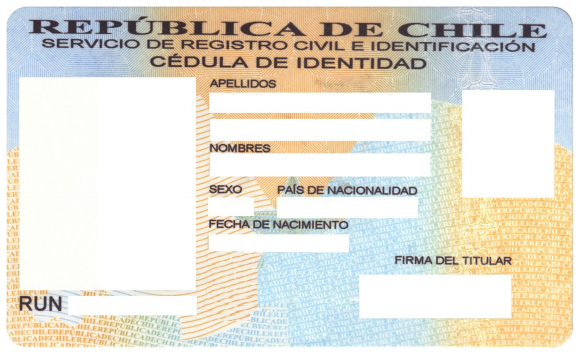 REPÚBLICA DE CHILE
SERVICIO DE REGISTRO CIVIL E IDENTIFICACIÓN
CÉDULA DE IDENTIDAD
APELLIDOS
NOMBRES
SEXO PAÍS DE NACIONALIDAD
FECHA DE NACIMIENTO
FIRMA DEL TITULAR
RUN